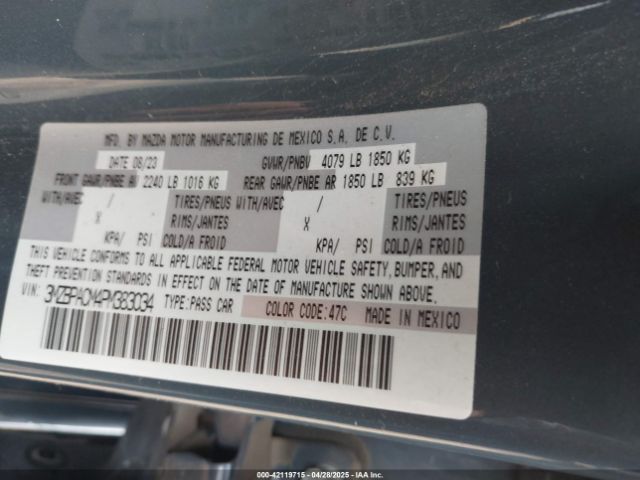 MFD. BY MAZDA MOTOR MANUFACTURING DE MEXICO S.A. DE C.V.
DATE 08/23 GVWR/PNBV 4079 LB 1850 KG
FRONT GAWR/PNBE AV 2240 LB 1016 KG REAR GAWR/PNBE AR 1850 LB 839 KG
WITH/AVEC / TIRES/PNEUS WITH/AVEC / TIRES/PNEUS
X RIMS/JANTES X RIMS/JANTES
KPA/ PSI COLD/A FROID KPA/ PSI COLD/A FROID
THIS VEHICLE CONFORMS TO ALL APPLICABLE FEDERAL MOTOR VEHICLE SAFETY, BUMPER, AND
THEFT PREVENTION STANDARDS IN EFFECT ON THE DATE OF MANUFACTURE SHOWN ABOVE.
VIN: 3MZBPACM4PM383034 TYPE:PASS CAR COLOR CODE:47C MADE IN MEXICO
000-42119715 - 04/28/2025 - IAA Inc.